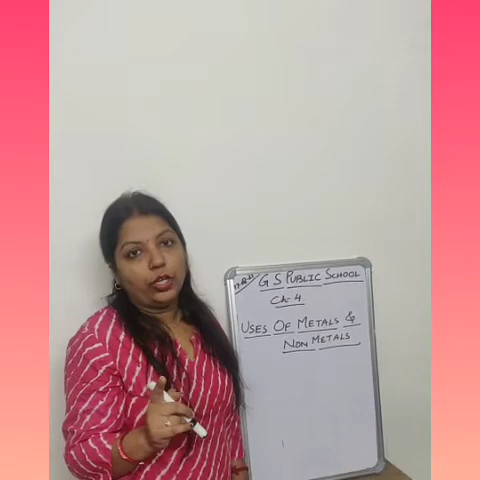 G S PUBLIC SCHOOL
Ch-4
USES OF METALS &
NON METALS